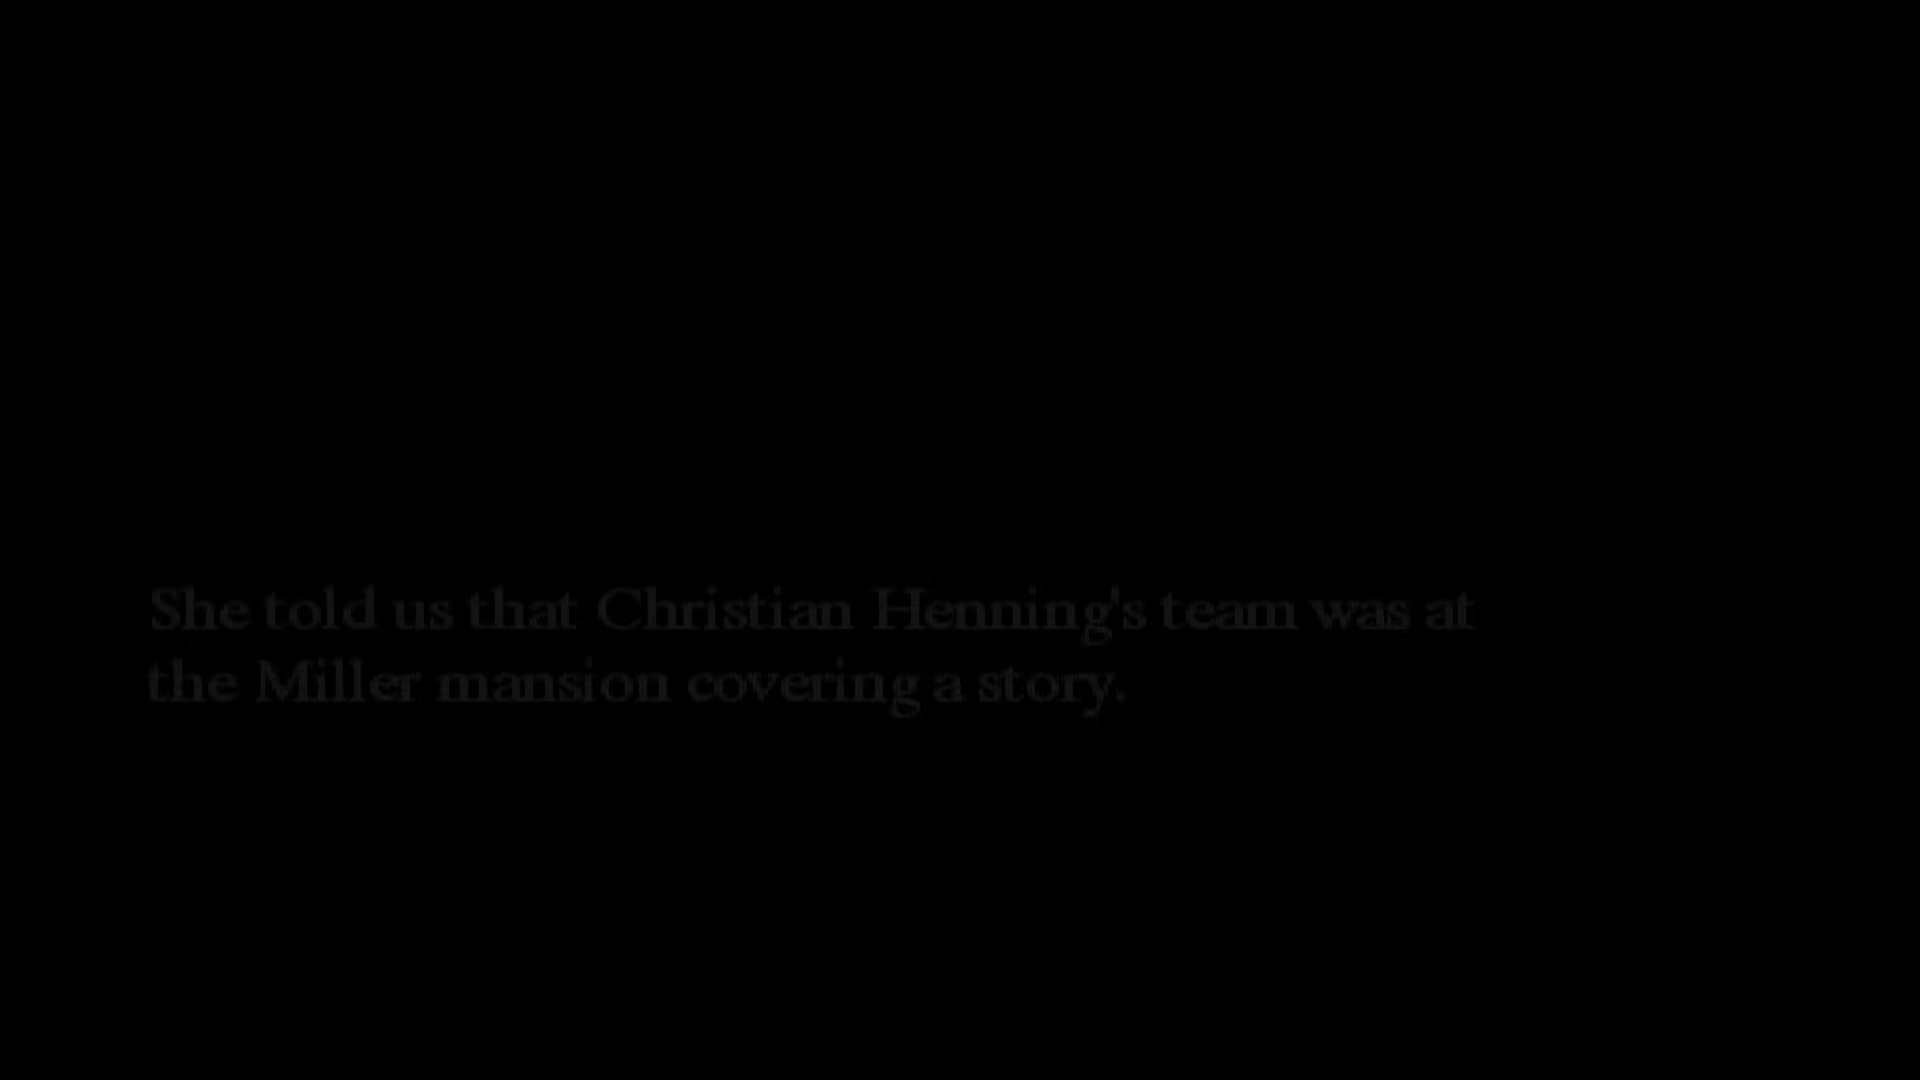 She told us that Christian Henning's team was at
the Miller mansion covering a story.